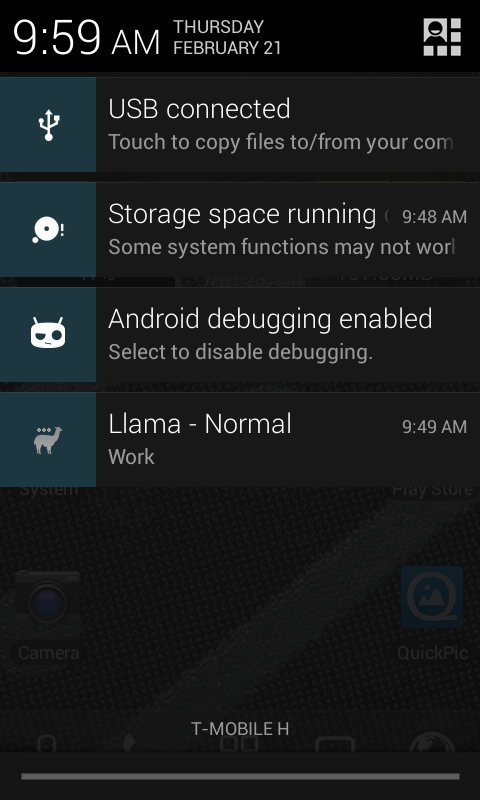 9:59 AM
THURSDAY
FEBRUARY 21
USB connected
Touch to copy files to/from your com
Storage space running
9:48 AM
Some system functions may not work
Android debugging enabled
Select to disable debugging.
Llama - Normal
9:49 AM
Work
System
Play Store
Camera
QuickPic
T-MOBILE H